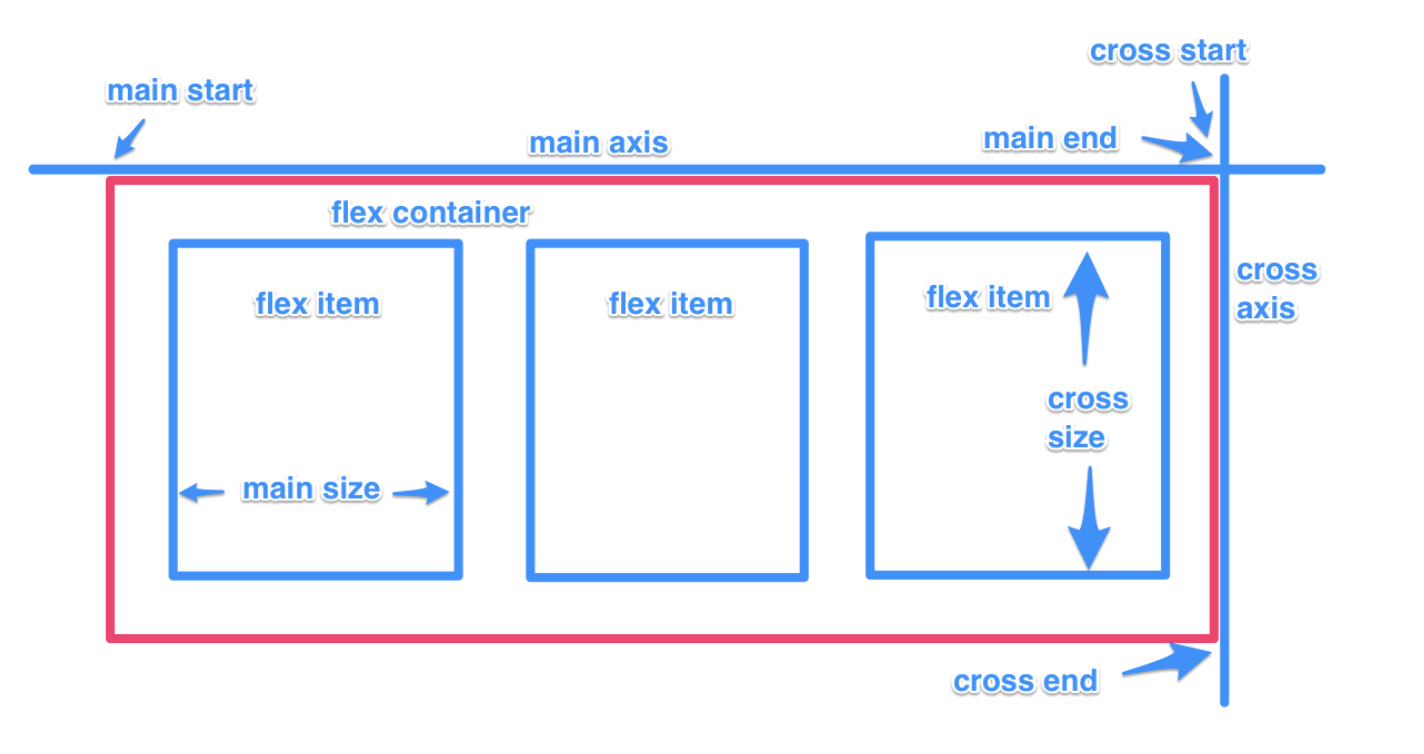 cross start
main start
main end
main axis
flex container
cross
axis
flex item
flex item
flex item
cross
size
main size
cross end